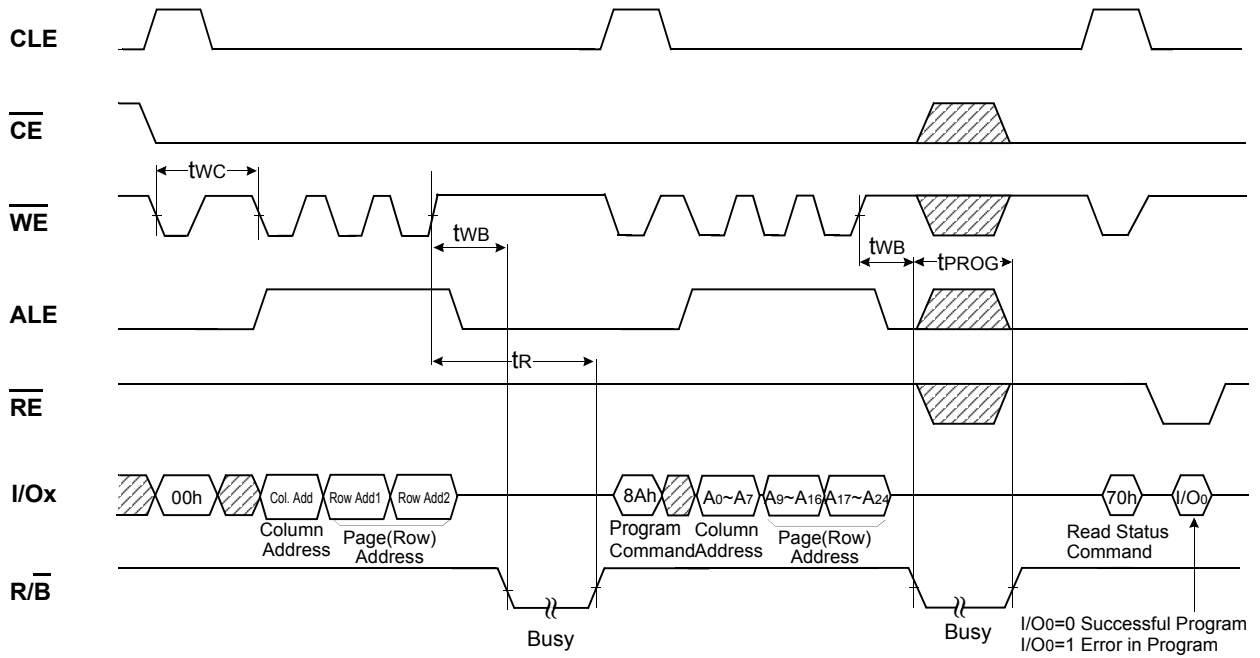 CLE
CE
tWC
WE
tWB
tWB
tPROG
ALE
tR
RE
I/Ox
00h
Col. Add
Row Add1
Row Add2
8Ah
A0~A7
A9~A16
A17~A24
70h
I/O0
Column
Address
Page(Row)
Address
Program
Command
Column
Address
Page(Row)
Address
Read Status
Command
R/B
Busy
Busy
I/O0=0 Successful Program
I/O0=1 Error in Program